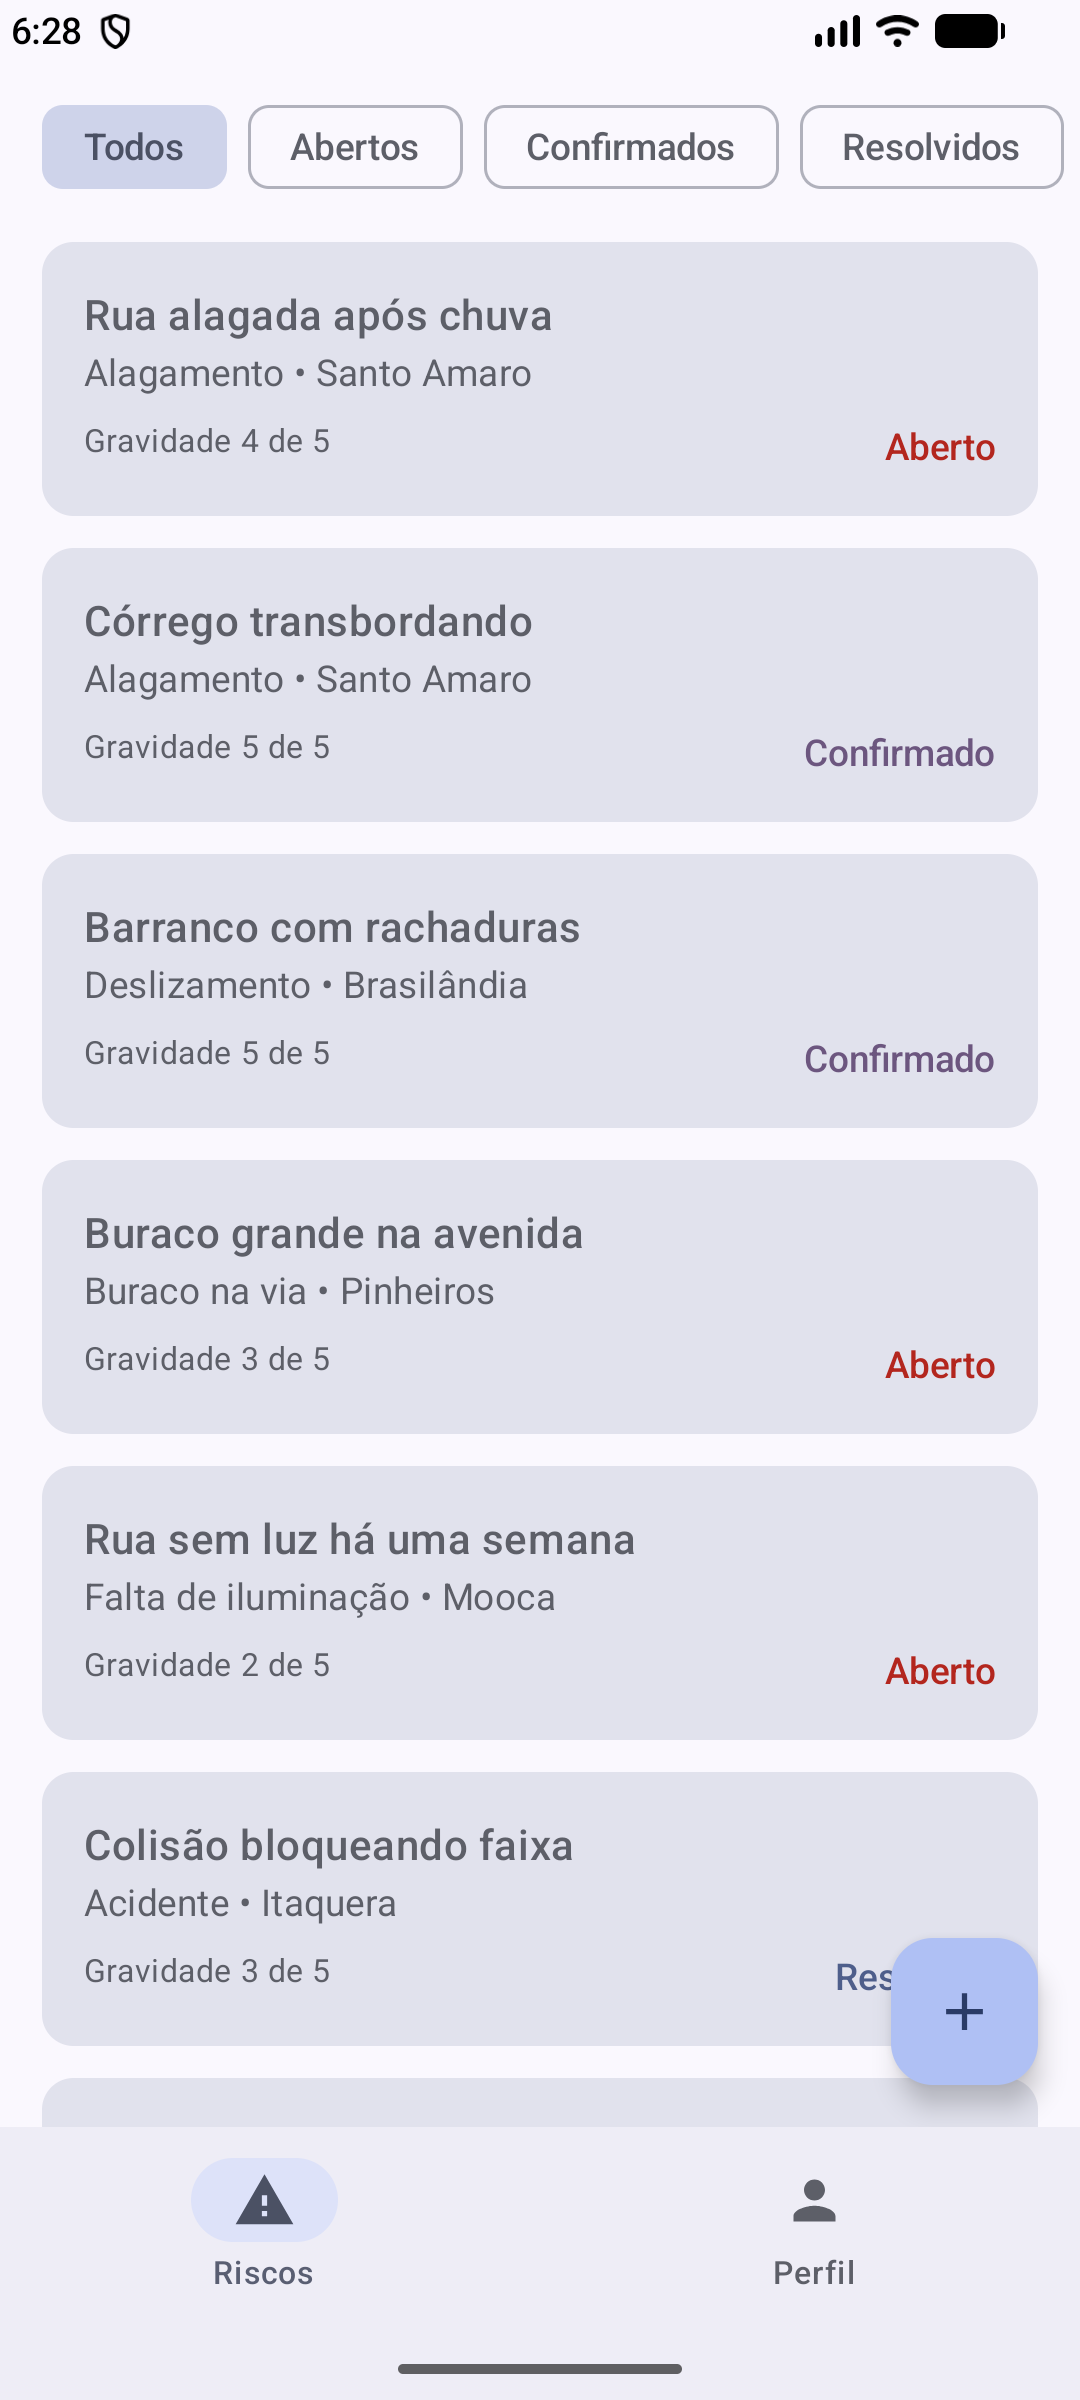 6:28
Todos
Abertos
Confirmados
Resolvidos
Rua alagada após chuva
Alagamento • Santo Amaro
Gravidade 4 de 5
Aberto
Córrego transbordando
Alagamento • Santo Amaro
Gravidade 5 de 5
Confirmado
Barranco com rachaduras
Deslizamento • Brasilândia
Gravidade 5 de 5
Confirmado
Buraco grande na avenida
Buraco na via • Pinheiros
Gravidade 3 de 5
Aberto
Rua sem luz há uma semana
Falta de iluminação • Mooca
Gravidade 2 de 5
Aberto
Colisão bloqueando faixa
Acidente • Itaquera
Gravidade 3 de 5
Riscos
Perfil